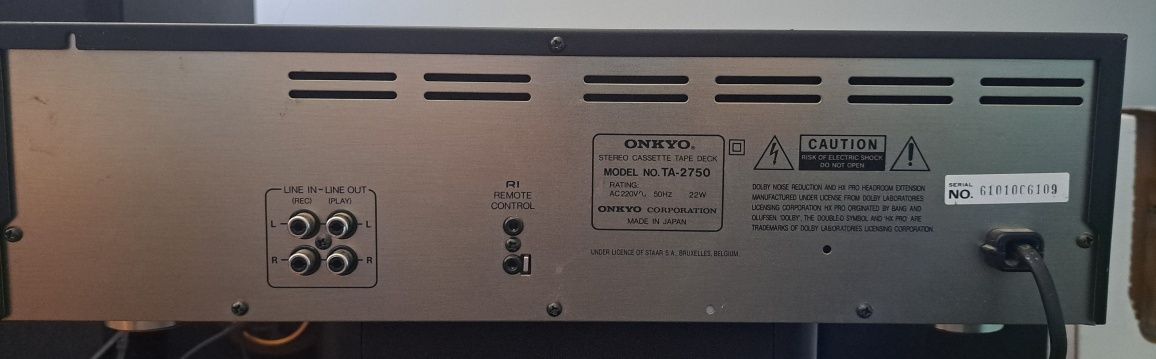 LINE IN
(REC)
LINE OUT
(PLAY)
L
L
R
R
RI
REMOTE
CONTROL
ONKYO®
STEREO CASSETTE TAPE DECK
MODEL NO. TA-2750
RATING:
AC 220V∿ 50Hz 22W
ONKYO CORPORATION
MADE IN JAPAN
UNDER LICENCE OF STAAR S.A., BRUXELLES, BELGIUM.
CAUTION
RISK OF ELECTRIC SHOCK
DO NOT OPEN
DOLBY NOISE REDUCTION AND HX PRO HEADROOM EXTENSION
MANUFACTURED UNDER LICENSE FROM DOLBY LABORATORIES
LICENSING CORPORATION. HX PRO ORIGINATED BY BANG AND
OLUFSEN. 'DOLBY', THE DOUBLE-D SYMBOL AND 'HX PRO' ARE
TRADEMARKS OF DOLBY LABORATORIES LICENSING CORPORATION
SERIAL
NO. 61010C6109